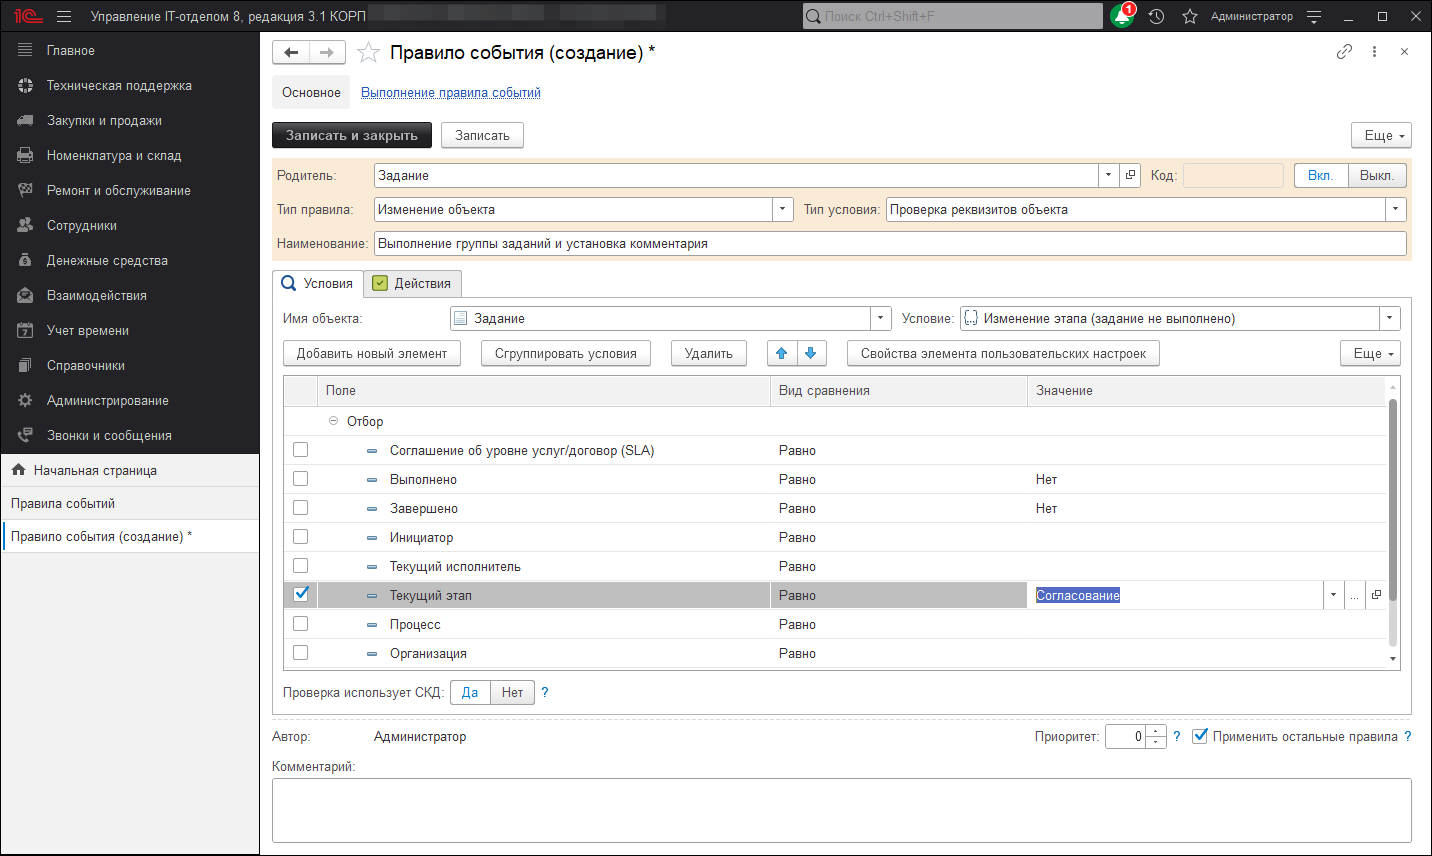 1С Управление IT-отделом 8, редакция 3.1 КОРП Поиск Ctrl+Shift+F 1 Администратор
Главное
Техническая поддержка
Закупки и продажи
Номенклатура и склад
Ремонт и обслуживание
Сотрудники
Денежные средства
Взаимодействия
Учет времени
Справочники
Администрирование
Звонки и сообщения
Начальная страница
Правила событий
Правило события (создание) *
Правило события (создание) *
Основное Выполнение правила событий
Записать и закрыть Записать Еще
Родитель: Задание Код: Вкл. Выкл.
Тип правила: Изменение объекта Тип условия: Проверка реквизитов объекта
Наименование: Выполнение группы заданий и установка комментария
Условия Действия
Имя объекта: Задание Условие: {..} Изменение этапа (задание не выполнено)
Добавить новый элемент Сгруппировать условия Удалить Свойства элемента пользовательских настроек Еще
Поле Вид сравнения Значение
Отбор
Соглашение об уровне услуг/договор (SLA) Равно
Выполнено Равно Нет
Завершено Равно Нет
Инициатор Равно
Текущий исполнитель Равно
Текущий этап Равно Согласование ...
Процесс Равно
Организация Равно
Проверка использует СКД: Да Нет ?
Автор: Администратор Приоритет: 0 ? Применить остальные правила ?
Комментарий: